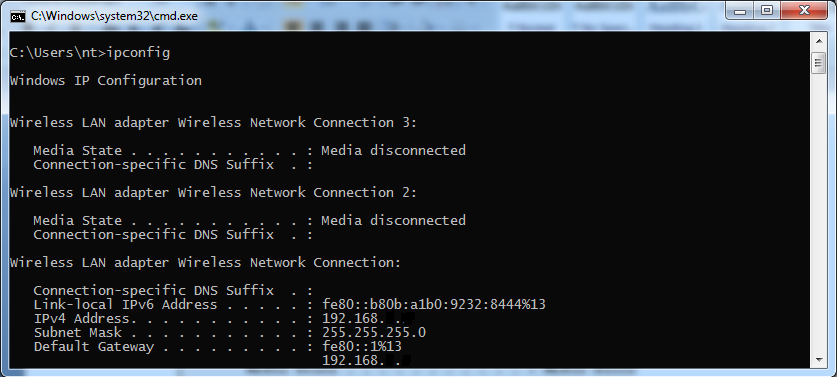 C:\Windows\system32\cmd.exe
C:\Users\nt>ipconfig
Windows IP Configuration
Wireless LAN adapter Wireless Network Connection 3:
Media State . . . . . . . . . . . : Media disconnected
Connection-specific DNS Suffix  . :
Wireless LAN adapter Wireless Network Connection 2:
Media State . . . . . . . . . . . : Media disconnected
Connection-specific DNS Suffix  . :
Wireless LAN adapter Wireless Network Connection:
Connection-specific DNS Suffix  . :
Link-local IPv6 Address . . . . . : fe80::b80b:a1b0:9232:8444%13
IPv4 Address. . . . . . . . . . . : 192.168. .
Subnet Mask . . . . . . . . . . . : 255.255.255.0
Default Gateway . . . . . . . . . : fe80::1%13
192.168. .